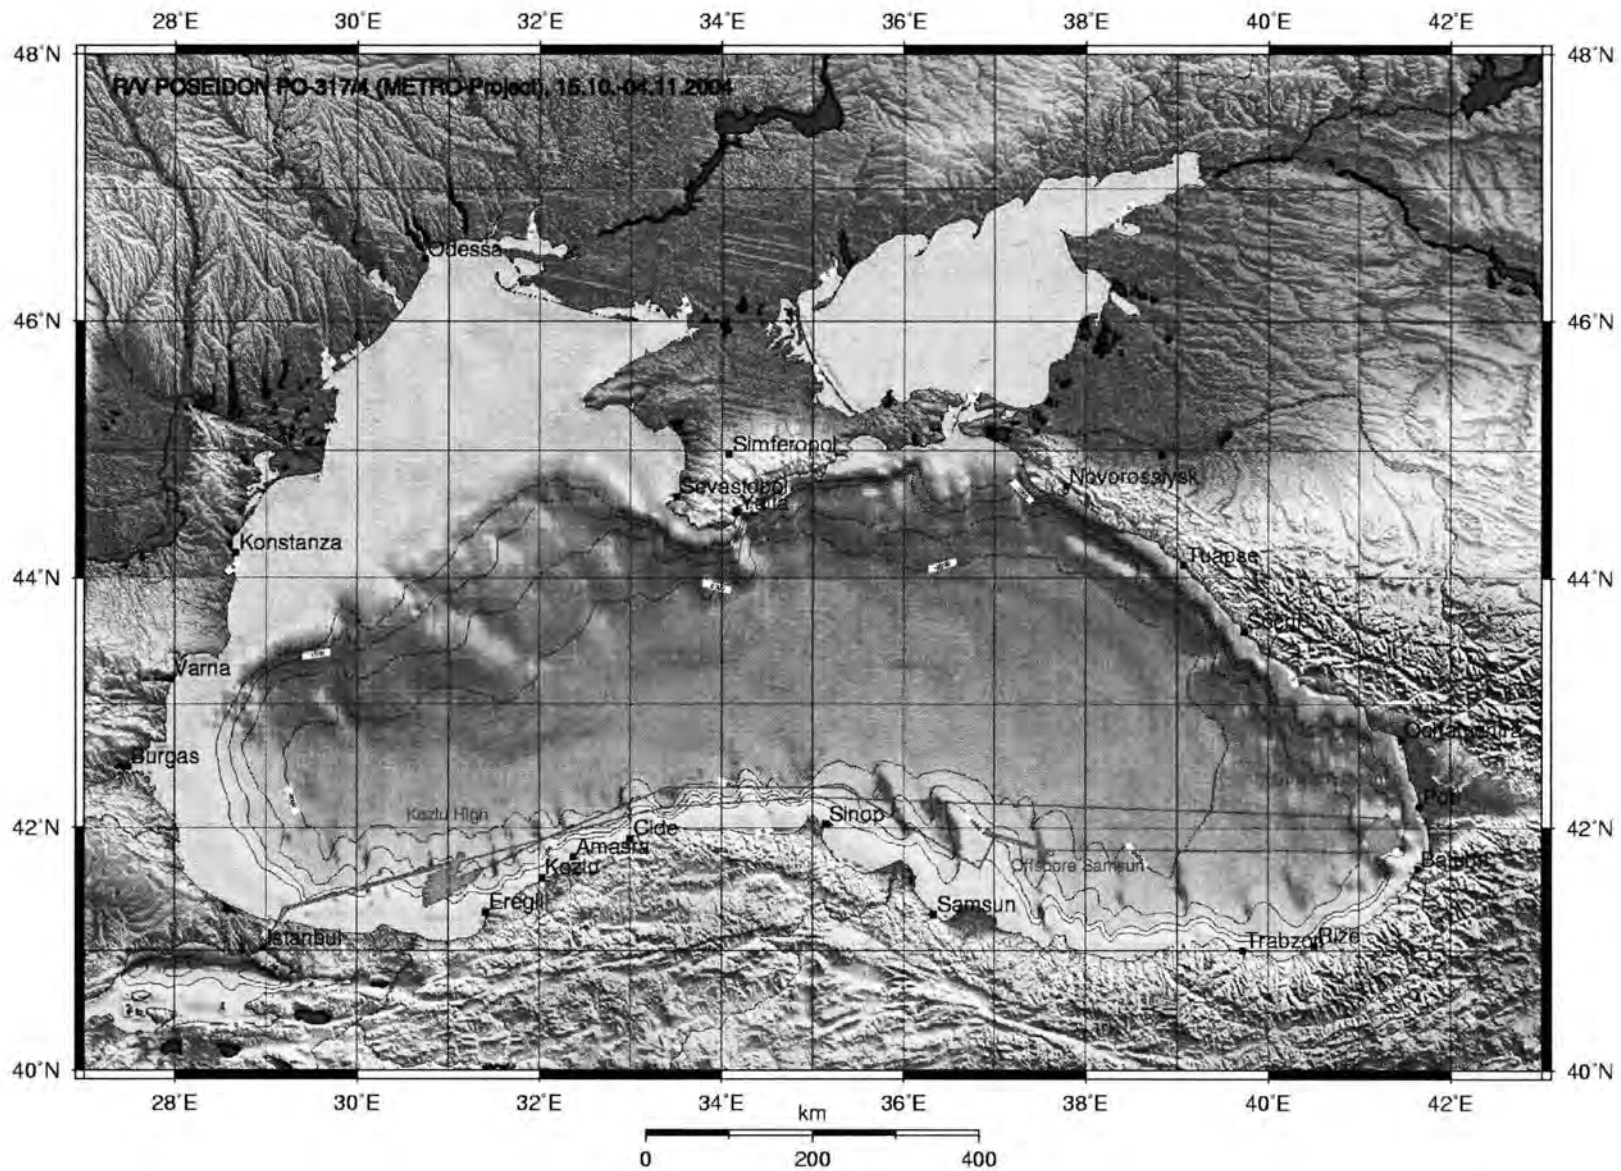 28°E 30°E 32°E 34°E 36°E 38°E 40°E 42°E
48°N 48°N
R/V POSEIDON PO-317/4 (METRO-Project), 15.10.-04.11.2004
Odessa
46°N 46°N
Simferopol
Sevastopol
Yalta
Novorossiysk
Konstanza
Tuapse
44°N 44°N
Sochi
Varna
Burgas
Poti
Kozlu High
Sinop
42°N 42°N
Cide
Amasra
Kozlu
Offshore Samsun
Batumi
Eregli
Samsun
Istanbul
Trabzon
Rize
40°N 40°N
28°E 30°E 32°E 34°E 36°E 38°E 40°E 42°E
km
0 200 400